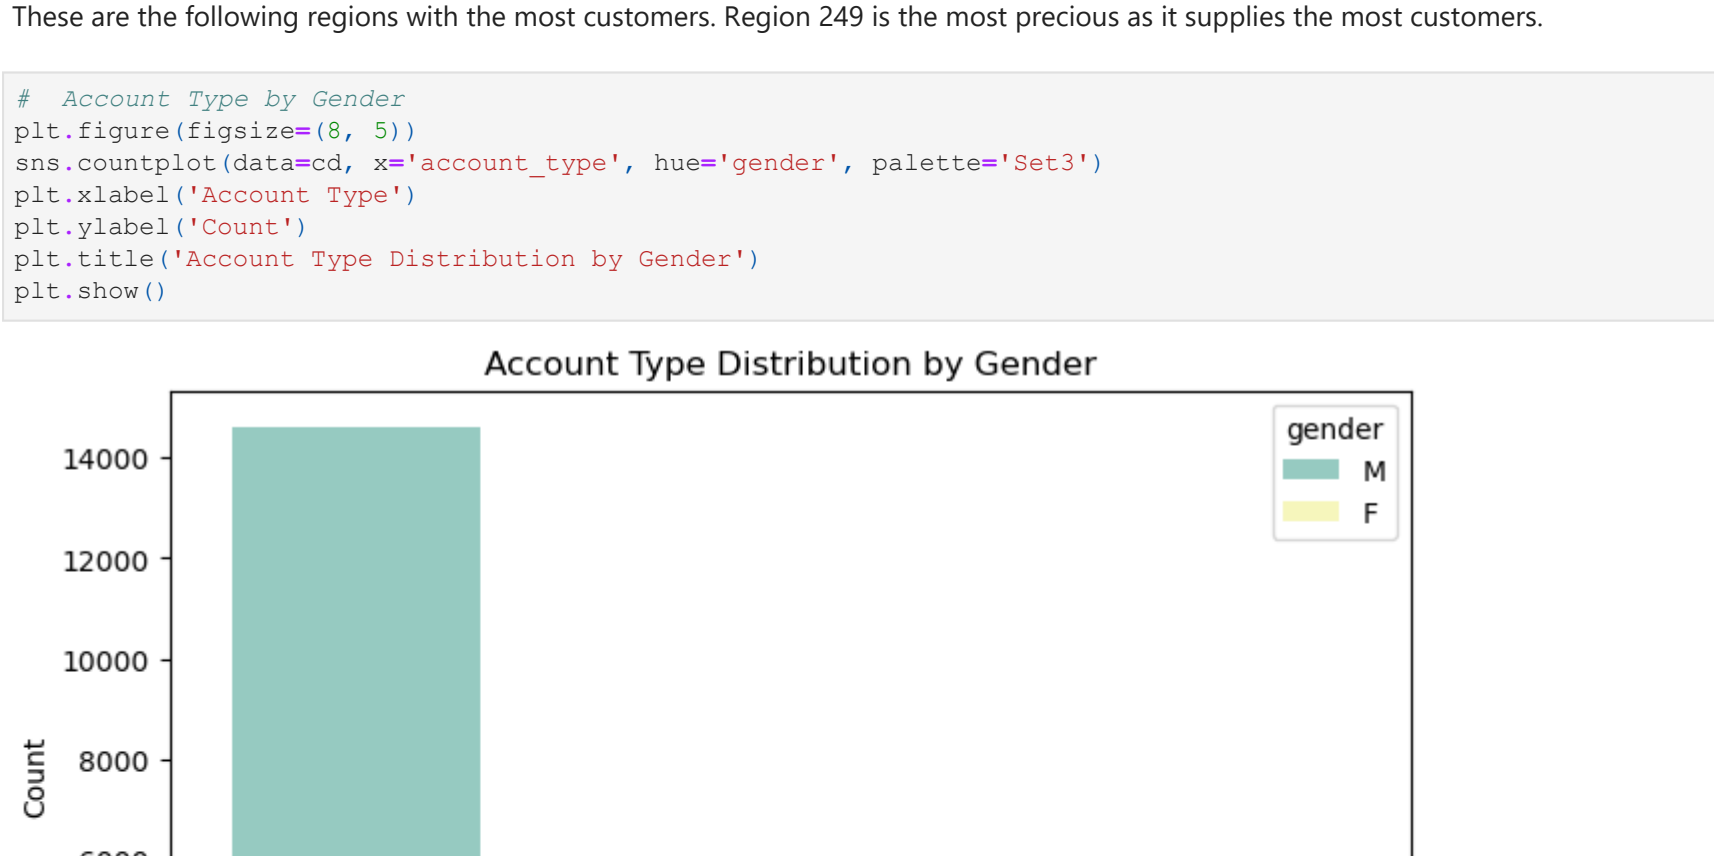 These are the following regions with the most customers. Region 249 is the most precious as it supplies the most customers.
#  Account Type by Gender
plt.figure(figsize=(8, 5))
sns.countplot(data=cd, x='account_type', hue='gender', palette='Set3')
plt.xlabel('Account Type')
plt.ylabel('Count')
plt.title('Account Type Distribution by Gender')
plt.show()
Account Type Distribution by Gender
gender
M
F
14000
12000
10000
8000
Count